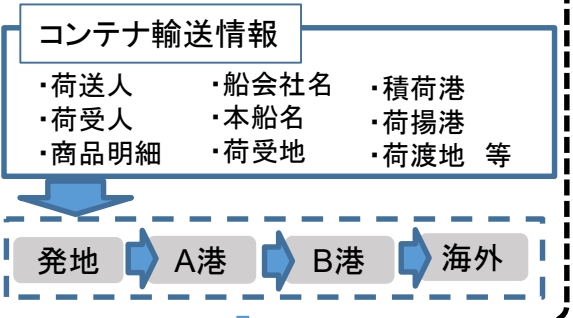 コンテナ輸送情報
・荷送人 ・船会社名 ・積荷港
・荷受人 ・本船名 ・荷揚港
・商品明細 ・荷受地 ・荷渡地 等
発地 A港 B港 海外